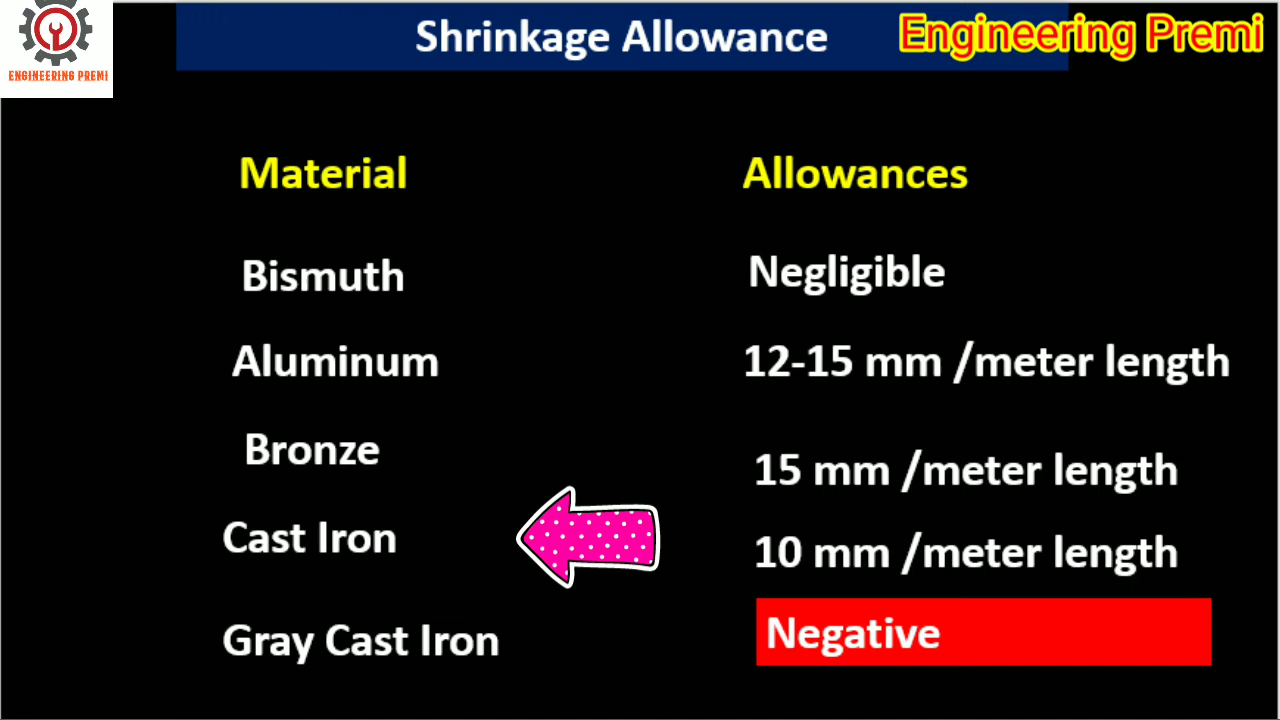 Shrinkage Allowance
Engineering Premi
ENGINEERING PREMI
Material Allowances
Bismuth Negligible
Aluminum 12-15 mm /meter length
Bronze 15 mm /meter length
Cast Iron 10 mm /meter length
Gray Cast Iron Negative